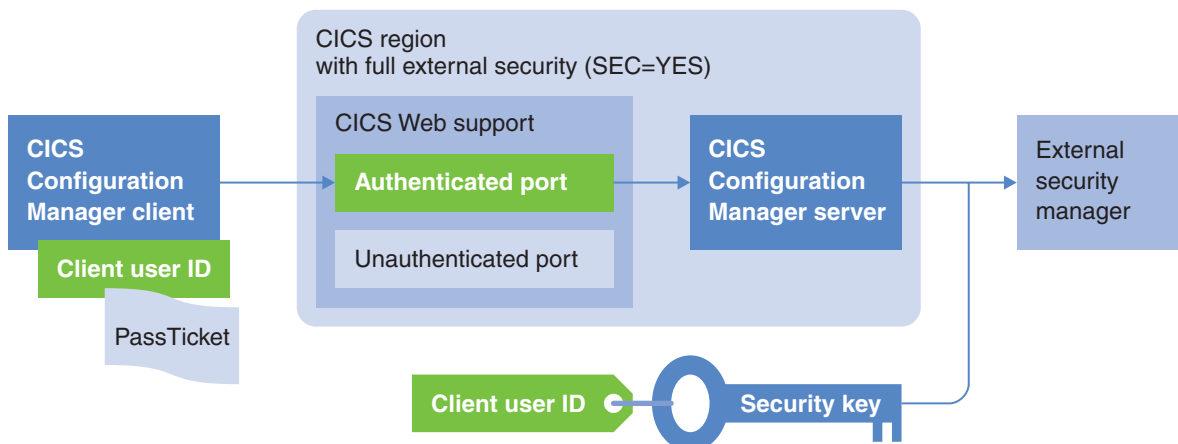 CICS region
with full external security (SEC=YES)
CICS Web support
CICS
Configuration
Manager client
Authenticated port
CICS
Configuration
Manager server
External
security
manager
Client user ID
Unauthenticated port
PassTicket
Client user ID
Security key